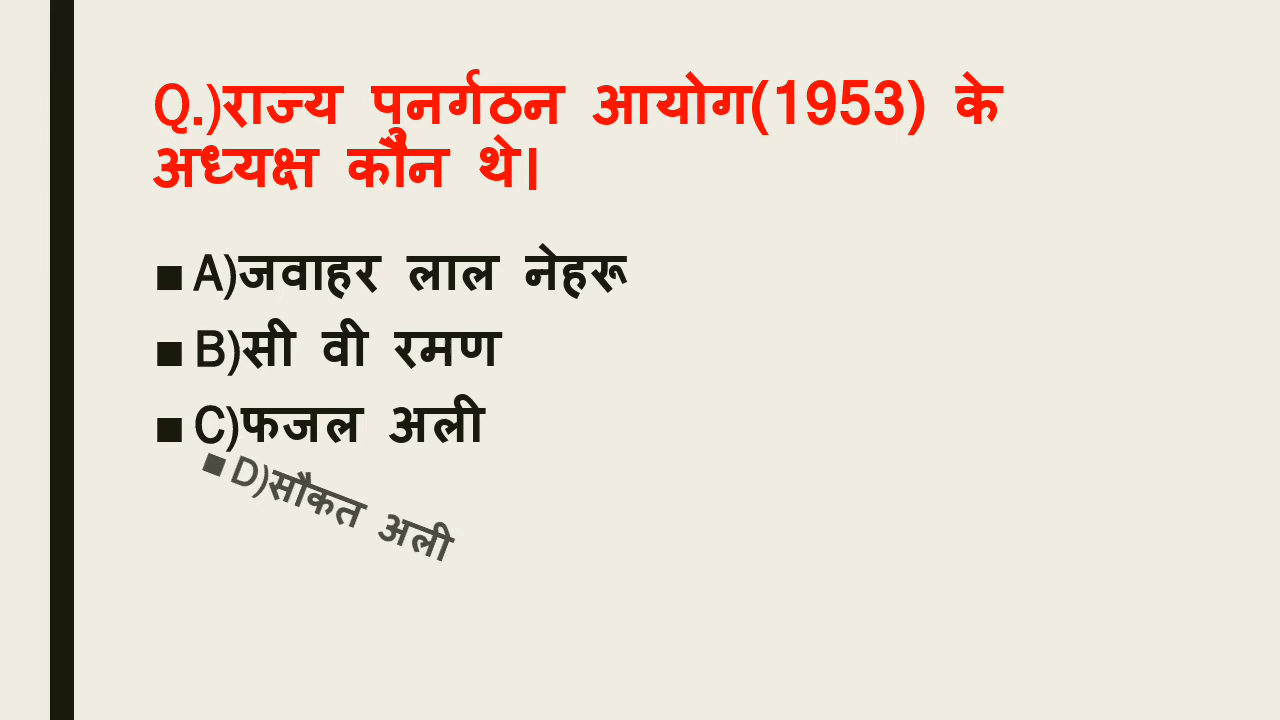 Q.)राज्य पुनर्गठन आयोग(1953) के
अध्यक्ष कौन थे।
■ A)जवाहर लाल नेहरू
■ B)सी वी रमण
■ C)फजल अली
■ D)सौकत अली